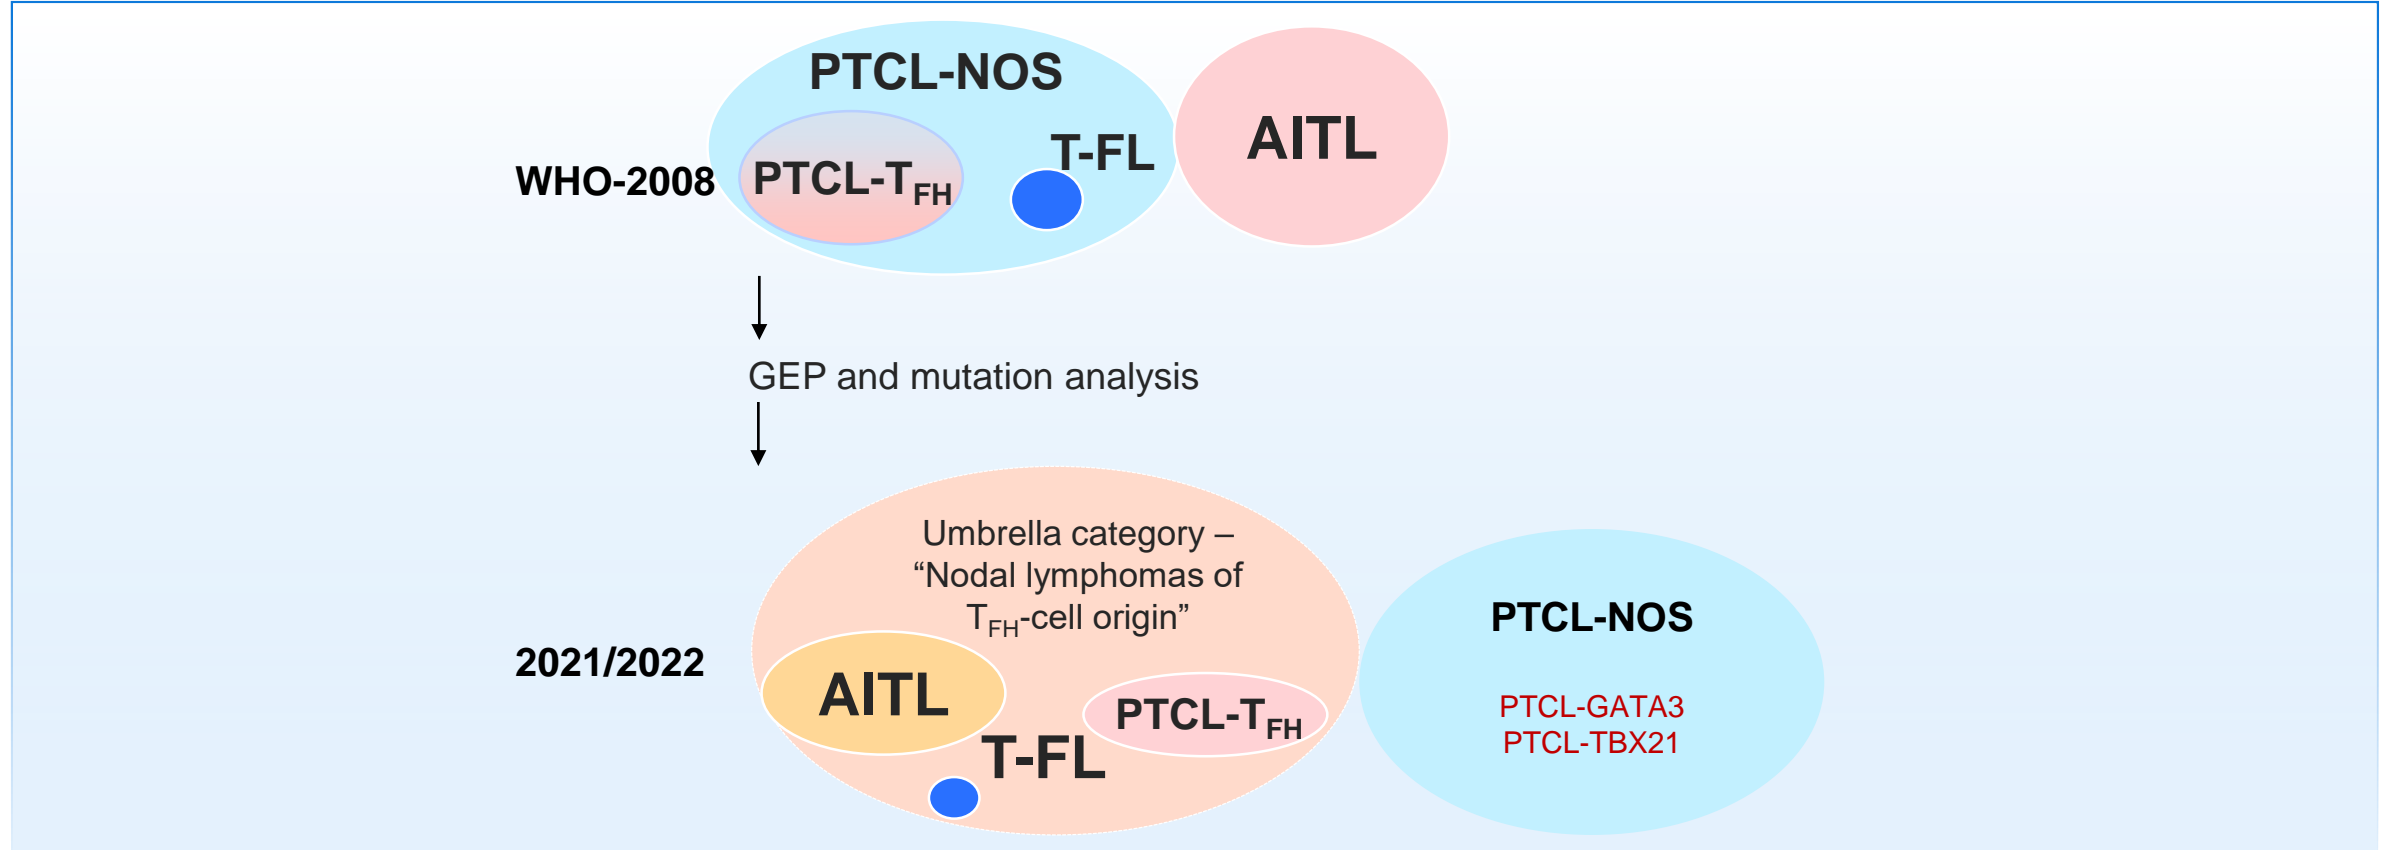 PTCL-NOS
T-FL
AITL
WHO-2008
PTCL-TFH
GEP and mutation analysis
Umbrella category –
“Nodal lymphomas of
TFH-cell origin”
PTCL-NOS
2021/2022
AITL
PTCL-TFH
T-FL
PTCL-GATA3
PTCL-TBX21